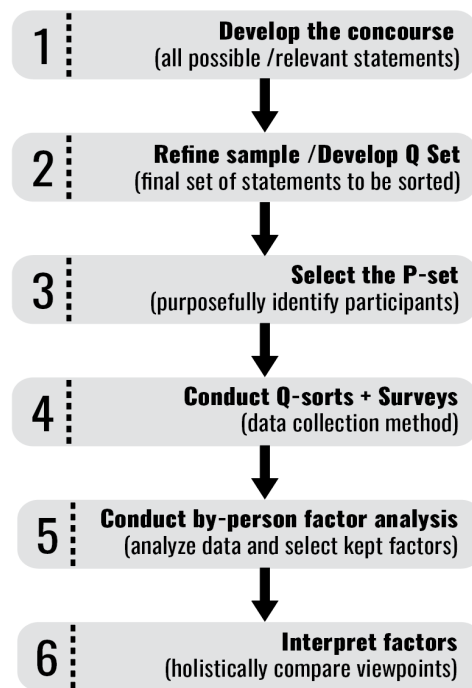 1
Develop the concourse
(all possible /relevant statements)
2
Refine sample /Develop Q Set
(final set of statements to be sorted)
3
Select the P-set
(purposefully identify participants)
4
Conduct Q-sorts + Surveys
(data collection method)
5
Conduct by-person factor analysis
(analyze data and select kept factors)
6
Interpret factors
(holistically compare viewpoints)